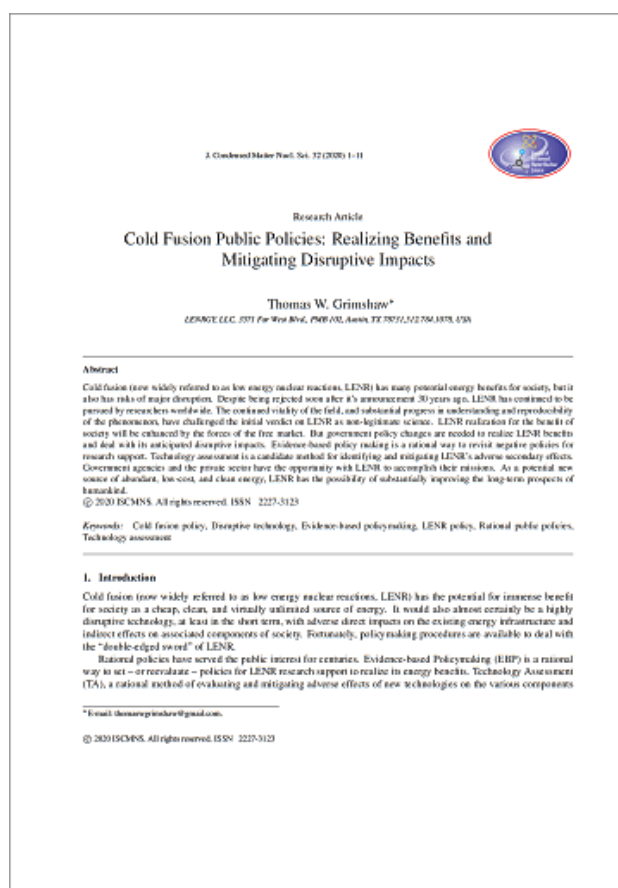 J. Condensed Matter Nucl. Sci. 32 (2020) 1–11
Research Article
Cold Fusion Public Policies: Realizing Benefits and
Mitigating Disruptive Impacts
Thomas W. Grimshaw*
LENRGY, LLC, 5571 Far West Blvd., PMB 102, Austin, TX 78731,512.784.1078, USA
Abstract
Cold fusion (now widely referred to as low energy nuclear reactions, LENR) has many potential energy benefits for society, but it
also has risks of major disruption. Despite being rejected soon after it's announcement 30 years ago, LENR has continued to be
pursued by researchers worldwide. The continued vitality of the field, and substantial progress in understanding and reproducibility
of the phenomenon, have challenged the initial verdict on LENR as non-legitimate science. LENR realization for the benefit of
society will be enhanced by the forces of the free market. But government policy changes are needed to realize LENR benefits
and deal with its anticipated disruptive impacts. Evidence-based policy making is a rational way to revisit negative policies for
research support. Technology assessment is a candidate method for identifying and mitigating LENR's adverse secondary effects.
Government agencies and the private sector have the opportunity with LENR to accomplish their missions. As a potential new
source of abundant, low-cost, and clean energy, LENR has the possibility of substantially improving the long-term prospects of
humankind.
© 2020 ISCMNS. All rights reserved. ISSN 2227-3123
Keywords: Cold fusion policy, Disruptive technology, Evidence-based policymaking, LENR policy, Rational public policies,
Technology assessment
1. Introduction
Cold fusion (now widely referred to as low energy nuclear reactions, LENR) has the potential for immense benefit
for society as a cheap, clean, and virtually unlimited source of energy. It would also almost certainly be a highly
disruptive technology, at least in the short term, with adverse direct impacts on the existing energy infrastructure and
indirect effects on associated components of society. Fortunately, policymaking procedures are available to deal with
the "double-edged sword" of LENR.
Rational policies have served the public interest for centuries. Evidence-based Policymaking (EBP) is a rational
way to set – or reevaluate – policies for LENR research support to realize its energy benefits. Technology Assessment
(TA), a rational method of evaluating and mitigating adverse effects of new technologies on the various components
*E-mail: thomaswgrimshaw@gmail.com.
© 2020 ISCMNS. All rights reserved. ISSN 2227-3123